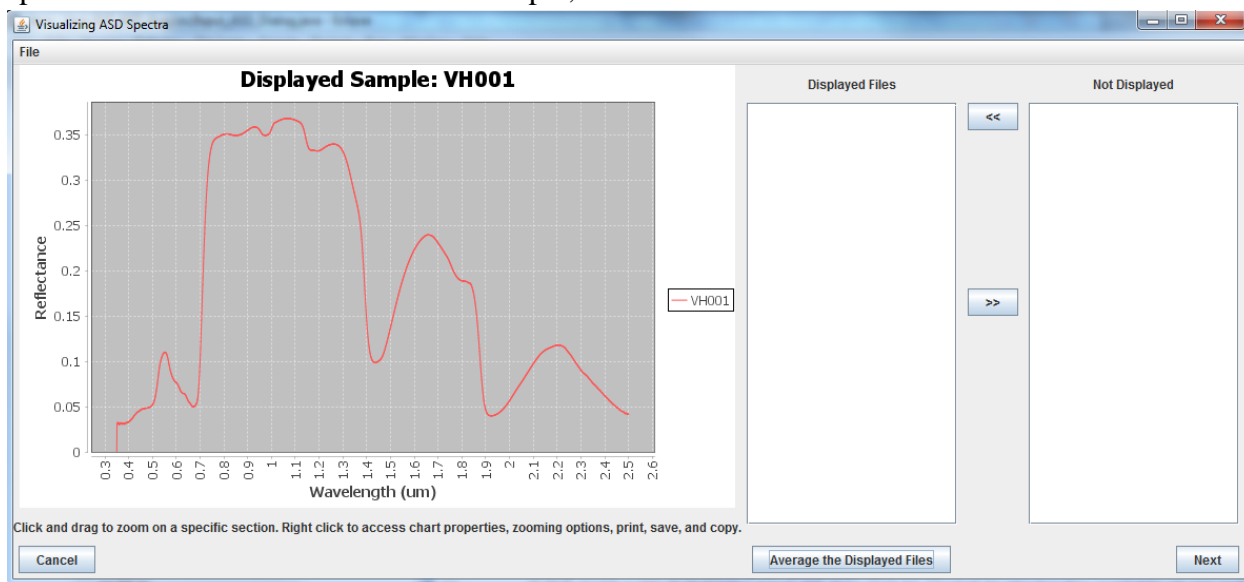 Visualizing ASD Spectra
File
Displayed Sample: VH001
Displayed Files
Not Displayed
<<
>>
Reflectance
0.35
0.3
0.25
0.2
0.15
0.1
0.05
0
0.3 0.4 0.5 0.6 0.7 0.8 0.9 1 1.1 1.2 1.3 1.4 1.5 1.6 1.7 1.8 1.9 2 2.1 2.2 2.3 2.4 2.5 2.6
Wavelength (um)
VH001
Click and drag to zoom on a specific section. Right click to access chart properties, zooming options, print, save, and copy.
Cancel
Average the Displayed Files
Next